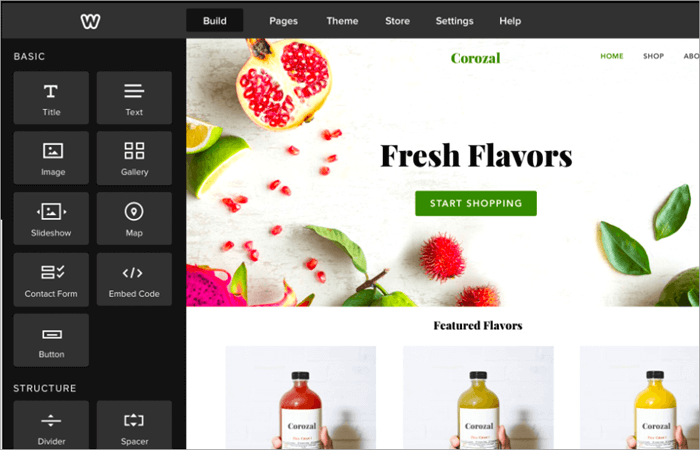 W
Build Pages Theme Store Settings Help
BASIC
Title Text
Image Gallery
Slideshow Map
Contact Form Embed Code
Button
STRUCTURE
Divider Spacer
Corozal HOME SHOP ABO
Fresh Flavors
START SHOPPING
Featured Flavors
Corozal Corozal Corozal